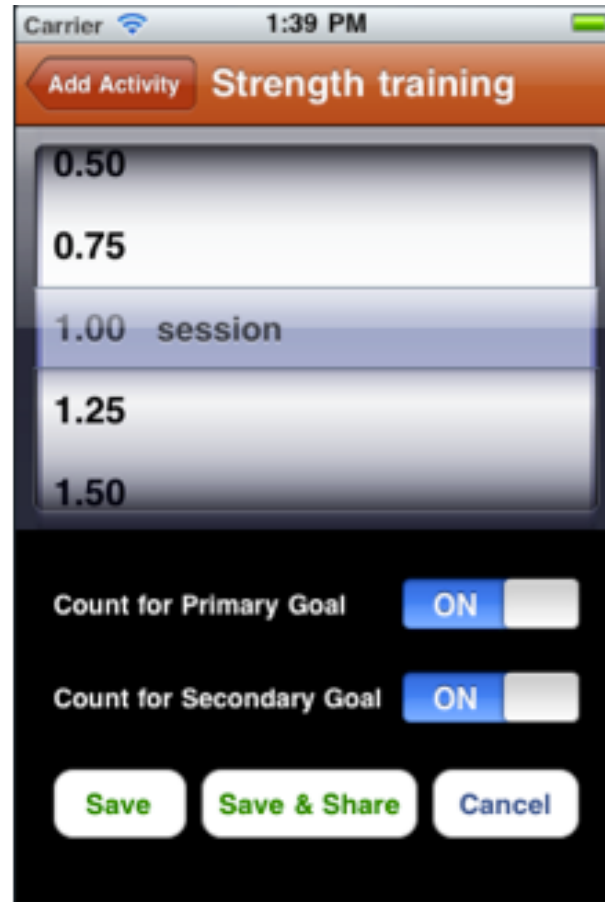 Carrier 1:39 PM
Add Activity Strength training
0.50
0.75
1.00 session
1.25
1.50
Count for Primary Goal ON
Count for Secondary Goal ON
Save Save & Share Cancel